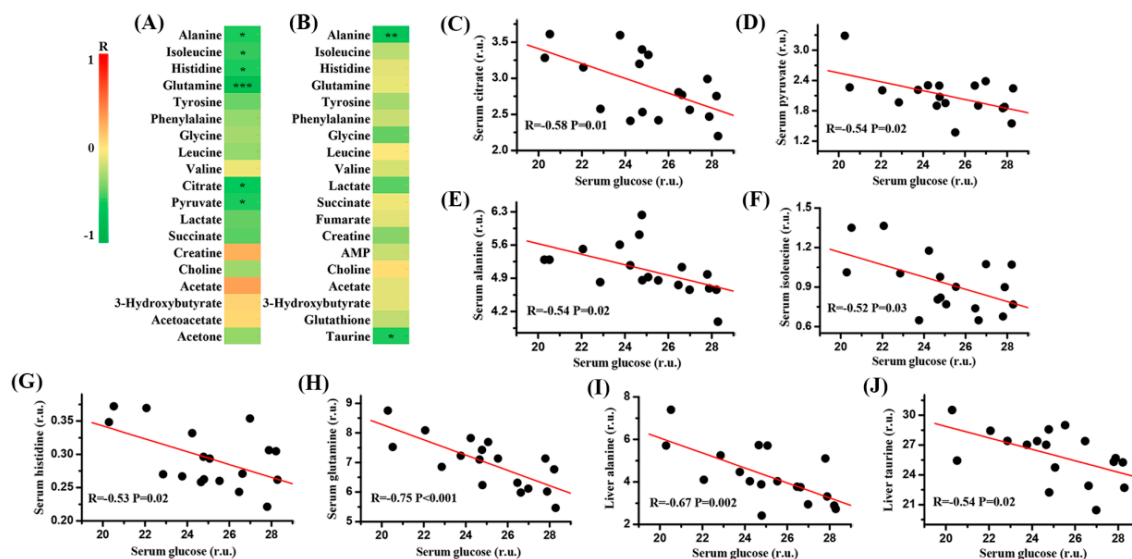 (A)
R
1
0
-1
Alanine *
Isoleucine *
Histidine *
Glutamine ***
Tyrosine
Phenylalanine
Glycine
Leucine
Valine
Citrate *
Pyruvate *
Lactate
Succinate
Creatine
Choline
Acetate
3-Hydroxybutyrate
Acetoacetate
Acetone
(B)
Alanine **
Isoleucine
Histidine
Glutamine
Tyrosine
Phenylalanine
Glycine
Leucine
Valine
Lactate
Succinate
Fumarate
Creatine
AMP
Choline
Acetate
3-Hydroxybutyrate
Glutathione
Taurine *
(C)
Serum citrate (r.u.)
3.5
3.0
2.5
2.0
R=-0.58 P=0.01
20 22 24 26 28
Serum glucose (r.u.)
(D)
Serum pyruvate (r.u.)
3.0
2.4
1.8
1.2
R=-0.54 P=0.02
20 22 24 26 28
Serum glucose (r.u.)
(E)
Serum alanine (r.u.)
6.3
5.6
4.9
4.2
R=-0.54 P=0.02
20 22 24 26 28
Serum glucose (r.u.)
(F)
Serum isoleucine (r.u.)
1.5
1.2
0.9
0.6
R=-0.52 P=0.03
20 22 24 26 28
Serum glucose (r.u.)
(G)
Serum histidine (r.u.)
0.35
0.30
0.25
0.20
R=-0.53 P=0.02
20 22 24 26 28
Serum glucose (r.u.)
(H)
Serum glutamine (r.u.)
9
8
7
6
5
R=-0.75 P<0.001
20 22 24 26 28
Serum glucose (r.u.)
(I)
Liver alanine (r.u.)
8
6
4
2
R=-0.67 P=0.002
20 22 24 26 28
Serum glucose (r.u.)
(J)
Liver taurine (r.u.)
30
27
24
21
R=-0.54 P=0.02
20 22 24 26 28
Serum glucose (r.u.)